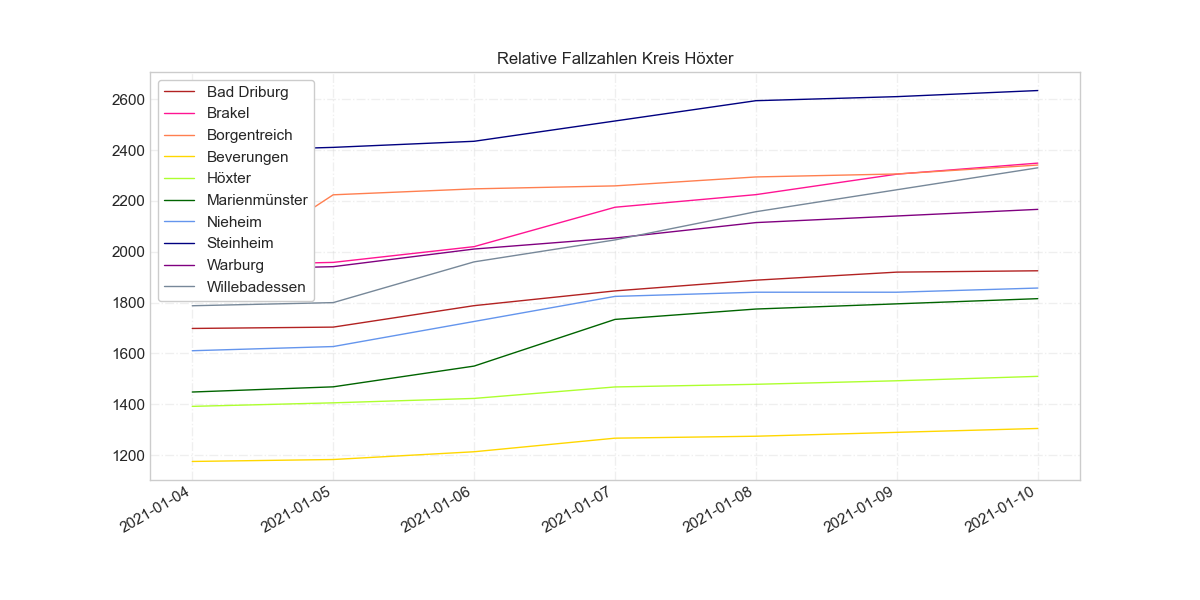 Relative Fallzahlen Kreis Höxter
Bad Driburg
Brakel
Borgentreich
Beverungen
Höxter
Marienmünster
Nieheim
Steinheim
Warburg
Willebadessen
2600
2400
2200
2000
1800
1600
1400
1200
2021-01-04
2021-01-05
2021-01-06
2021-01-07
2021-01-08
2021-01-09
2021-01-10